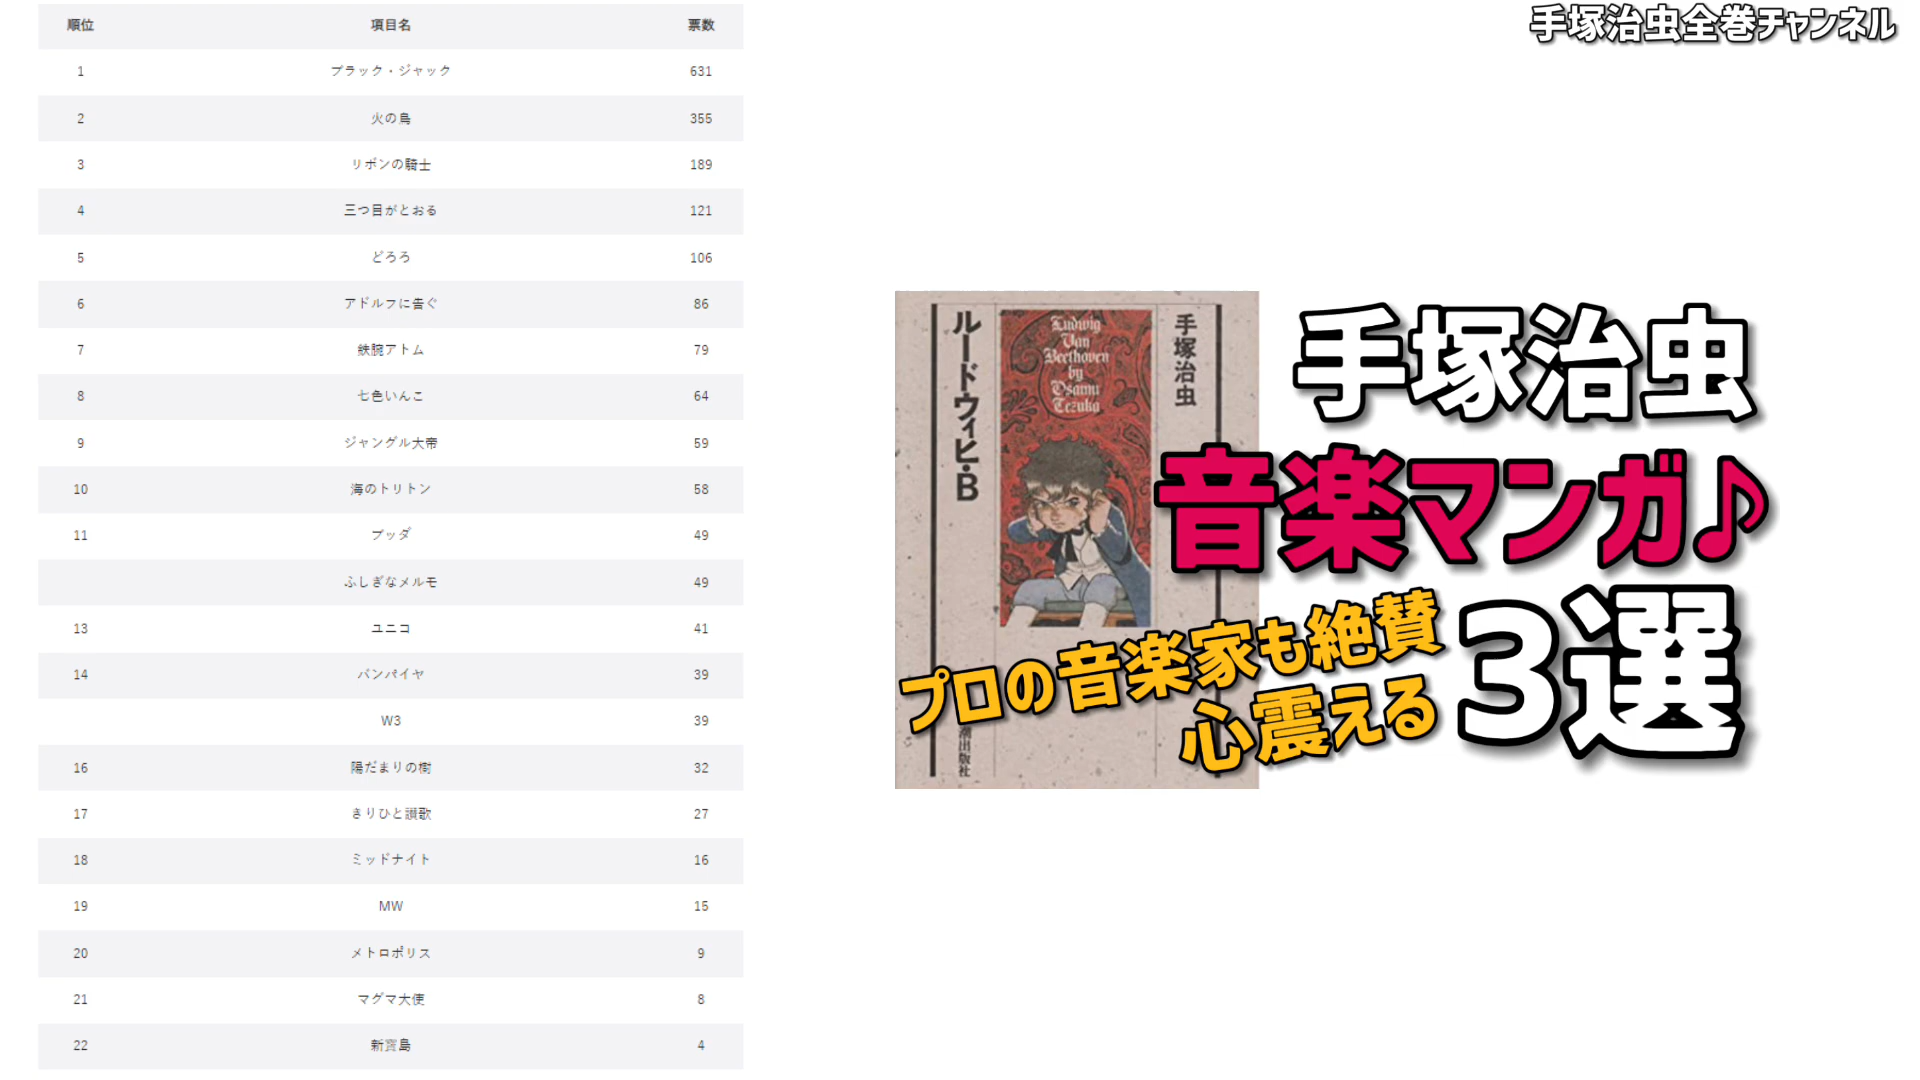 順位 項目名 票数
1 ブラック・ジャック 631
2 火の鳥 355
3 リボンの騎士 189
4 三つ目がとおる 121
5 どろろ 106
6 アドルフに告ぐ 86
7 鉄腕アトム 79
8 七色いんこ 64
9 ジャングル大帝 59
10 海のトリトン 58
11 ブッダ 49
ふしぎなメルモ 49
13 ユニコ 41
14 バンパイヤ 39
W3 39
16 陽だまりの樹 32
17 きりひと讃歌 27
18 ミッドナイト 16
19 MW 15
20 メトロポリス 9
21 マグマ大使 8
22 新寳島 4
手塚治虫全巻チャンネル
ルードウィヒ・B
Ludwig
Van
Beethoven
by
Osamu
Tezuka
手塚治虫
潮出版社
手塚治虫
音楽マンガ♪
3選
プロの音楽家も絶賛
心震える